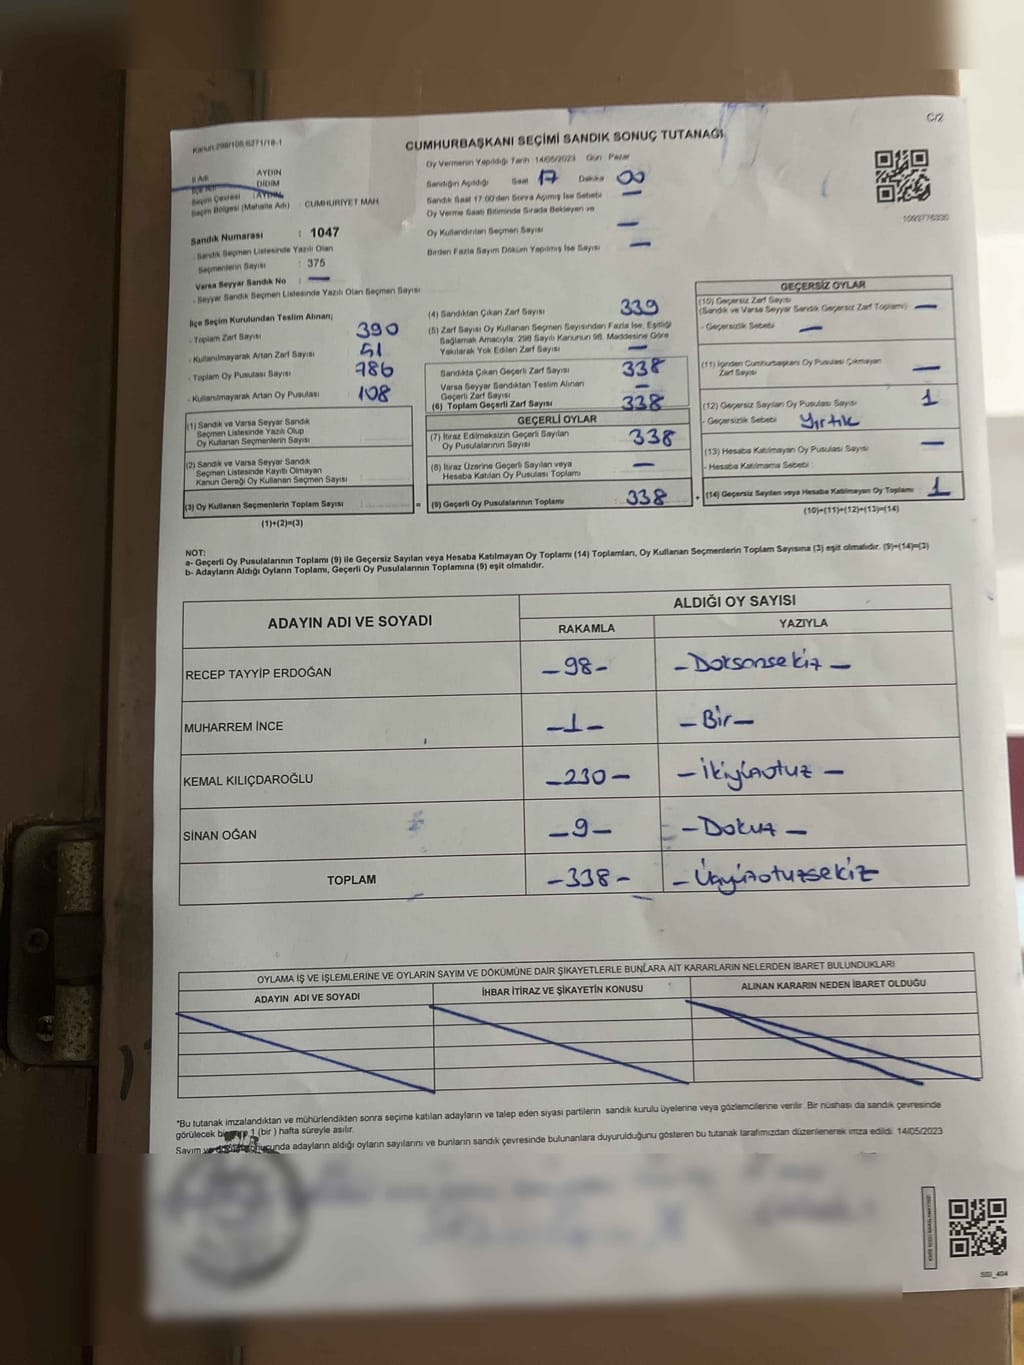 C/2
Kanun:298/108,6271/18-1
CUMHURBAŞKANI SEÇİMİ SANDIK SONUÇ TUTANAĞI
Oy Vermenin Yapıldığı Tarih 14/05/2023 Gün Pazar
İl Adı AYDIN
İlçe Adı DİDİM
Seçim Çevresi : AYDIN
Seçim Bölgesi (Mahalle Adı) : CUMHURİYET MAH.
Sandığın Açıldığı Saat 17 Dakika 00
Sandık Saat 17:00'den Sonra Açımış İse Sebebi —
Oy Verme Saati Bitiminde Sırada Bekleyen ve
Oy Kullandırılan Seçmen Sayısı —
Birden Fazla Sayım Döküm Yapılmış İse Sayısı —
1093776330
Sandık Numarası : 1047
- Sandık Seçmen Listesinde Yazılı Olan
Seçmenlerin Sayısı : 375
Varsa Seyyar Sandık No : —
- Seyyar Sandık Seçmen Listesinde Yazılı Olan Seçmen Sayısı
İlçe Seçim Kurulundan Teslim Alınan;
- Toplam Zarf Sayısı 390
- Kullanılmayarak Artan Zarf Sayısı 51
- Toplam Oy Pusulası Sayısı 786
- Kullanılmayarak Artan Oy Pusulası 108
(1) Sandık ve Varsa Seyyar Sandık
Seçmen Listesinde Yazılı Olup
Oy Kullanan Seçmenlerin Sayısı
(2) Sandık ve Varsa Seyyar Sandık
Seçmen Listesinde Kayıtlı Olmayan
Kanun Gereği Oy Kullanan Seçmen Sayısı
(3) Oy Kullanan Seçmenlerin Toplam Sayısı
(1)+(2)=(3)
(4) Sandıktan Çıkan Zarf Sayısı 339
(5) Zarf Sayısı Oy Kullanan Seçmen Sayısından Fazla İse, Eşitliği
Sağlamak Amacıyla; 298 Sayılı Kanunun 98. Maddesine Göre
Yakılarak Yok Edilen Zarf Sayısı —
Sandıkta Çıkan Geçerli Zarf Sayısı 338
Varsa Seyyar Sandıktan Teslim Alınan
Geçerli Zarf Sayısı —
(6) Toplam Geçerli Zarf Sayısı 338
GEÇERLİ OYLAR
(7) İtiraz Edilmeksizin Geçerli Sayılan
Oy Pusulalarının Sayısı 338
(8) İtiraz Üzerine Geçerli Sayılan veya
Hesaba Katılan Oy Pusulası Toplamı —
= (9) Geçerli Oy Pusulalarının Toplamı 338 +
GEÇERSİZ OYLAR
(10) Geçersiz Zarf Sayısı
(Sandık ve Varsa Seyyar Sandık Geçersiz Zarf Toplamı) —
- Geçersizlik Sebebi —
(11) İçinden Cumhurbaşkanı Oy Pusulası Çıkmayan
Zarf Sayısı —
(12) Geçersiz Sayılan Oy Pusulası Sayısı 1
- Geçersizlik Sebebi Yırtık
(13) Hesaba Katılmayan Oy Pusulası Sayısı —
- Hesaba Katılmama Sebebi
(14) Geçersiz Sayılan veya Hesaba Katılmayan Oy Toplamı : 1
(10)+(11)+(12)+(13)=(14)
NOT:
a- Geçerli Oy Pusulalarının Toplamı (9) ile Geçersiz Sayılan veya Hesaba Katılmayan Oy Toplamı (14) Toplamları, Oy Kullanan Seçmenlerin Toplam Sayısına (3) eşit olmalıdır. (9)+(14)=(3)
b- Adayların Aldığı Oyların Toplamı, Geçerli Oy Pusulalarının Toplamına (9) eşit olmalıdır.
ADAYIN ADI VE SOYADI
ALDIĞI OY SAYISI
RAKAMLA YAZIYLA
RECEP TAYYİP ERDOĞAN -98- -Doksansekiz-
MUHARREM İNCE -1- -Bir-
KEMAL KILIÇDAROĞLU -230- -İkiyüzotuz-
SİNAN OĞAN -9- -Dokuz-
TOPLAM -338- -Üçyüzotuzsekiz
OYLAMA İŞ VE İŞLEMLERİNE VE OYLARIN SAYIM VE DÖKÜMÜNE DAİR ŞİKAYETLERLE BUNLARA AİT KARARLARIN NELERDEN İBARET BULUNDUKLARI
ADAYIN ADI VE SOYADI İHBAR İTİRAZ VE ŞİKAYETİN KONUSU ALINAN KARARIN NEDEN İBARET OLDUĞU
*Bu tutanak imzalandıktan ve mühürlendikten sonra seçime katılan adayların ve talep eden siyasi partilerin sandık kurulu üyelerine veya gözlemcilerine verilir. Bir nüshası da sandık çevresinde
görülecek bir 1 (bir) hafta süreyle asılır.
Sayım ve sonucunda adayların aldığı oyların sayılarını ve bunların sandık çevresinde bulunanlara duyurulduğunu gösteren bu tutanak tarafımızdan düzenlenerek imza edildi. 14/05/2023